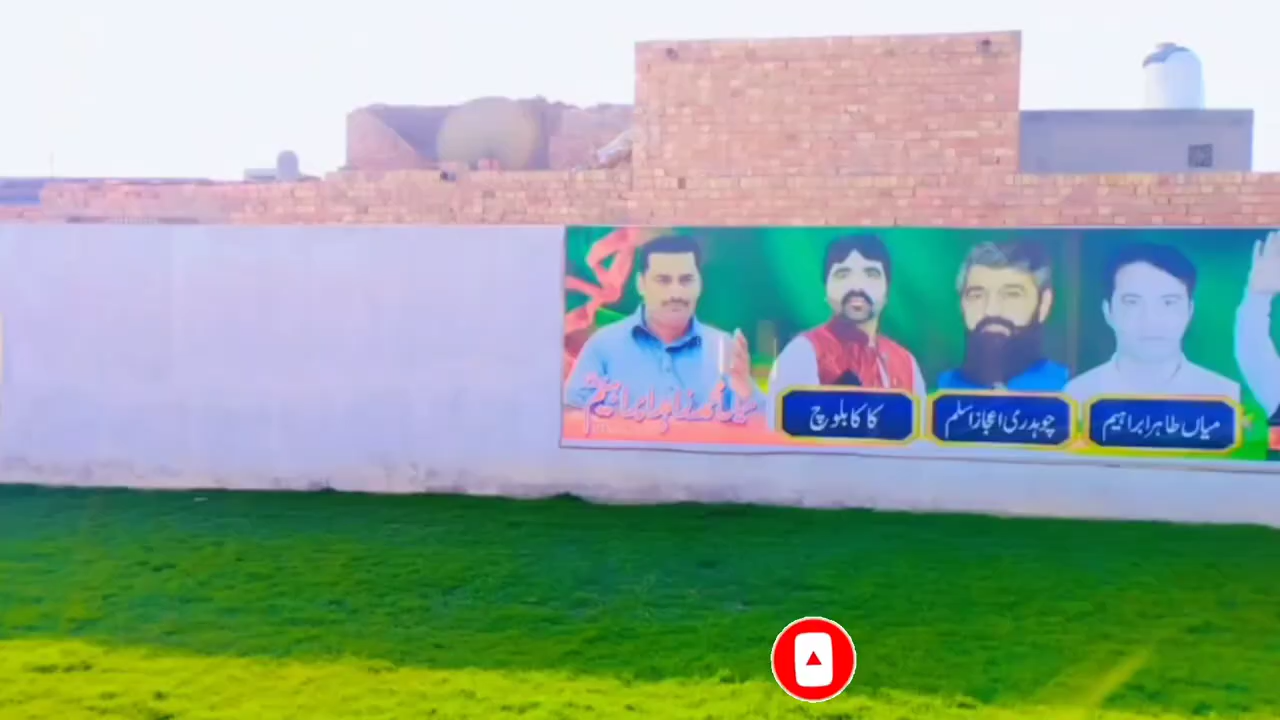 میاں طاہر ابراہیم
چوہدری اعجاز اسلم
کاکا بلوچ